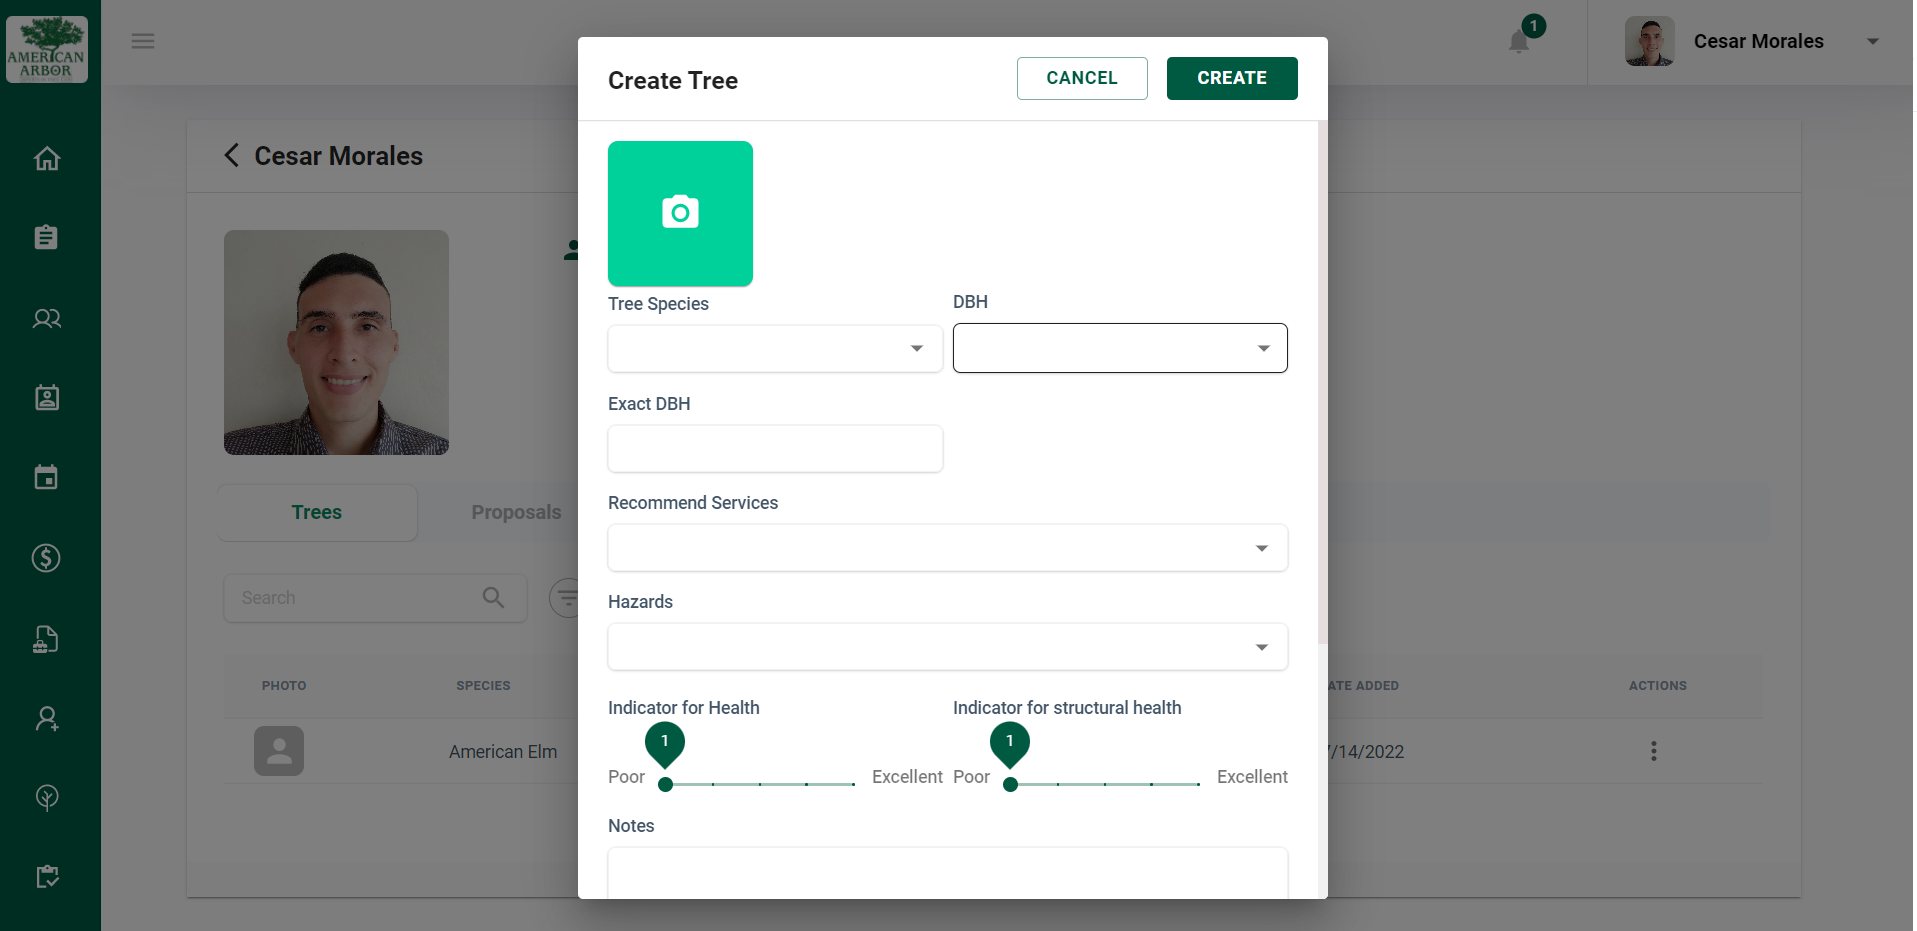 AMERICAN
ARBOR
1
Cesar Morales
Create Tree
CANCEL
CREATE
Cesar Morales
Tree Species
DBH
Exact DBH
Trees
Proposals
Recommend Services
Search
Hazards
PHOTO
SPECIES
ATE ADDED
ACTIONS
Indicator for Health
Indicator for structural health
1
1
American Elm
7/14/2022
Poor
Excellent
Poor
Excellent
Notes